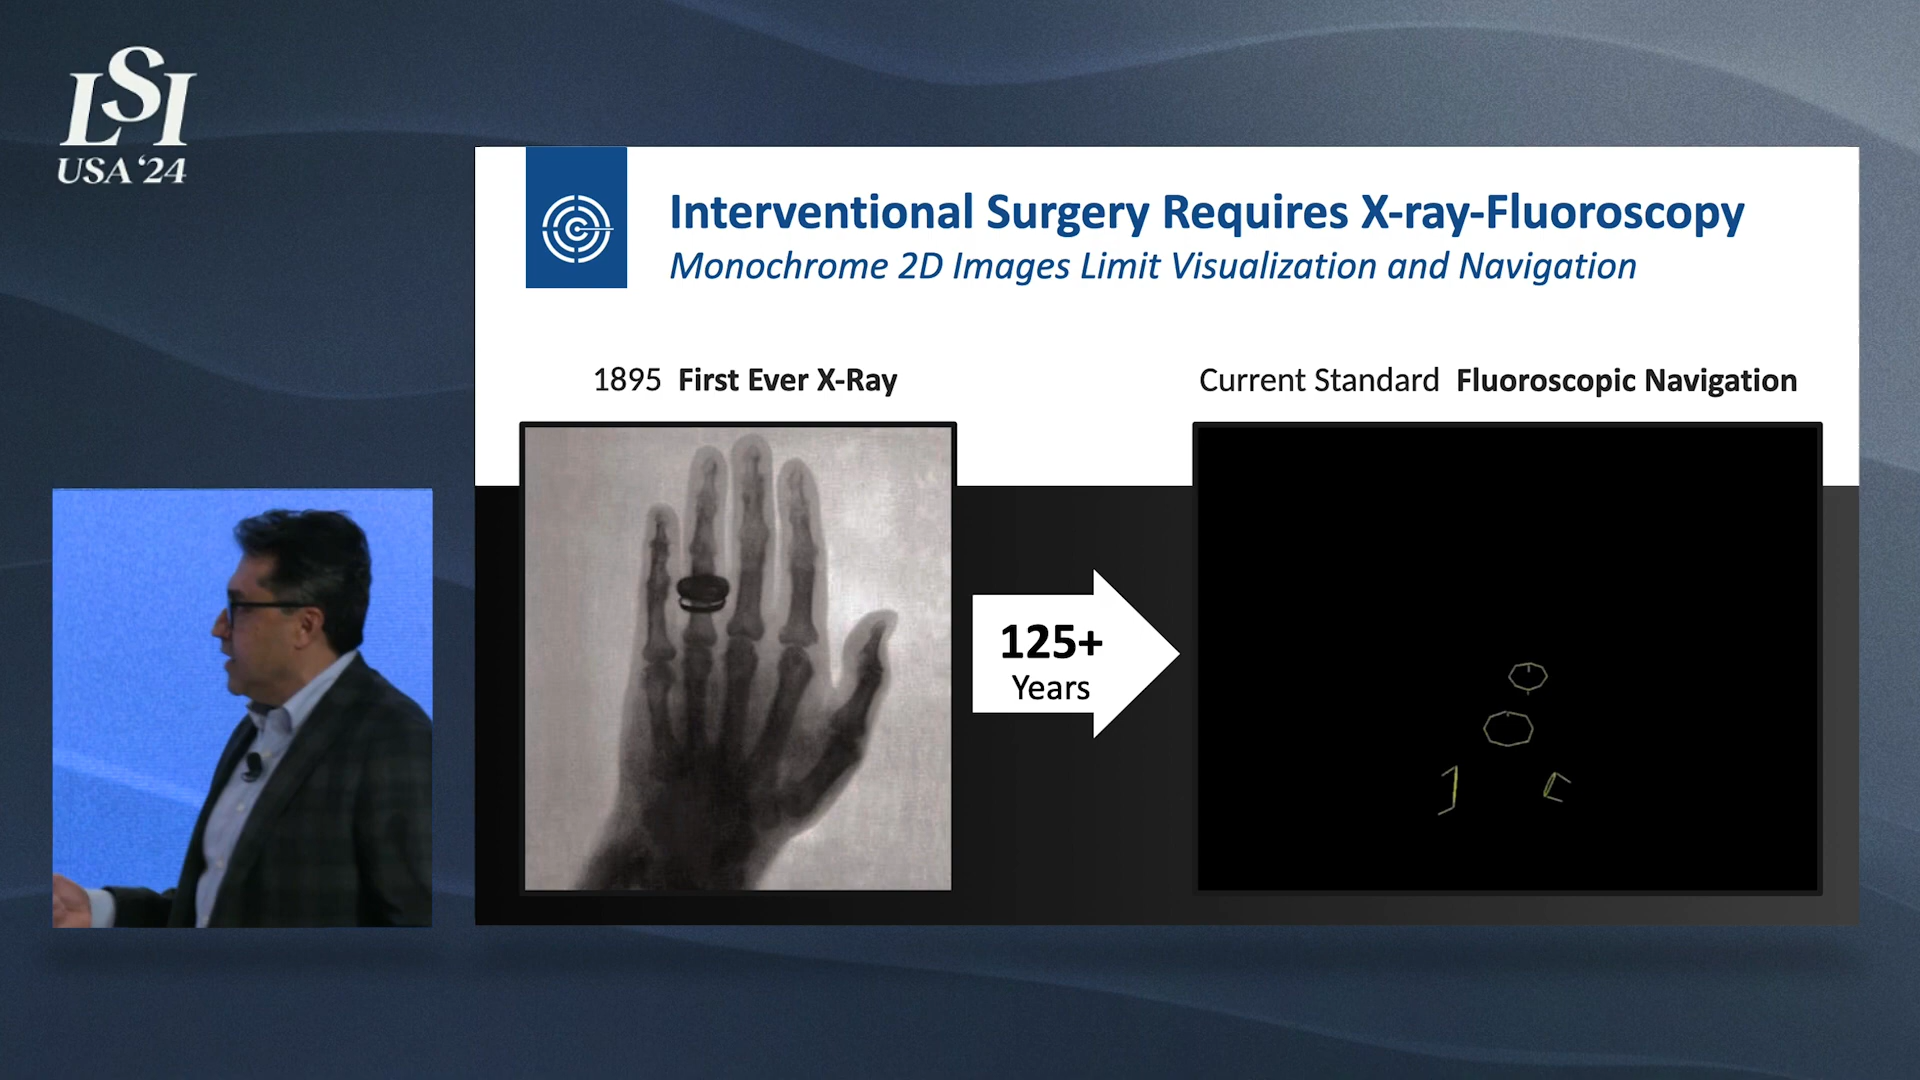 LSI
USA ‘24
Interventional Surgery Requires X-ray-Fluoroscopy
Monochrome 2D Images Limit Visualization and Navigation
1895 First Ever X-Ray
Current Standard Fluoroscopic Navigation
125+
Years